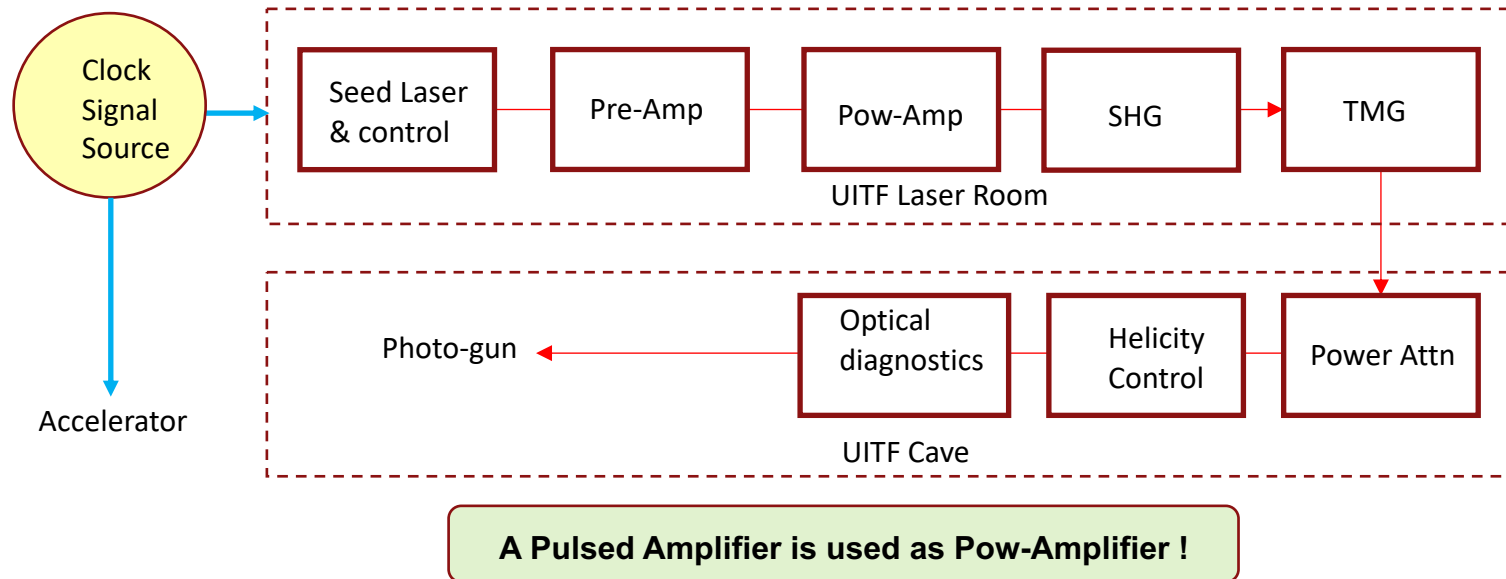 Clock
Signal
Source
Seed Laser
& control
Pre-Amp
Pow-Amp
SHG
TMG
UITF Laser Room
Accelerator
Photo-gun
Optical
diagnostics
Helicity
Control
Power Attn
UITF Cave
A Pulsed Amplifier is used as Pow-Amplifier !